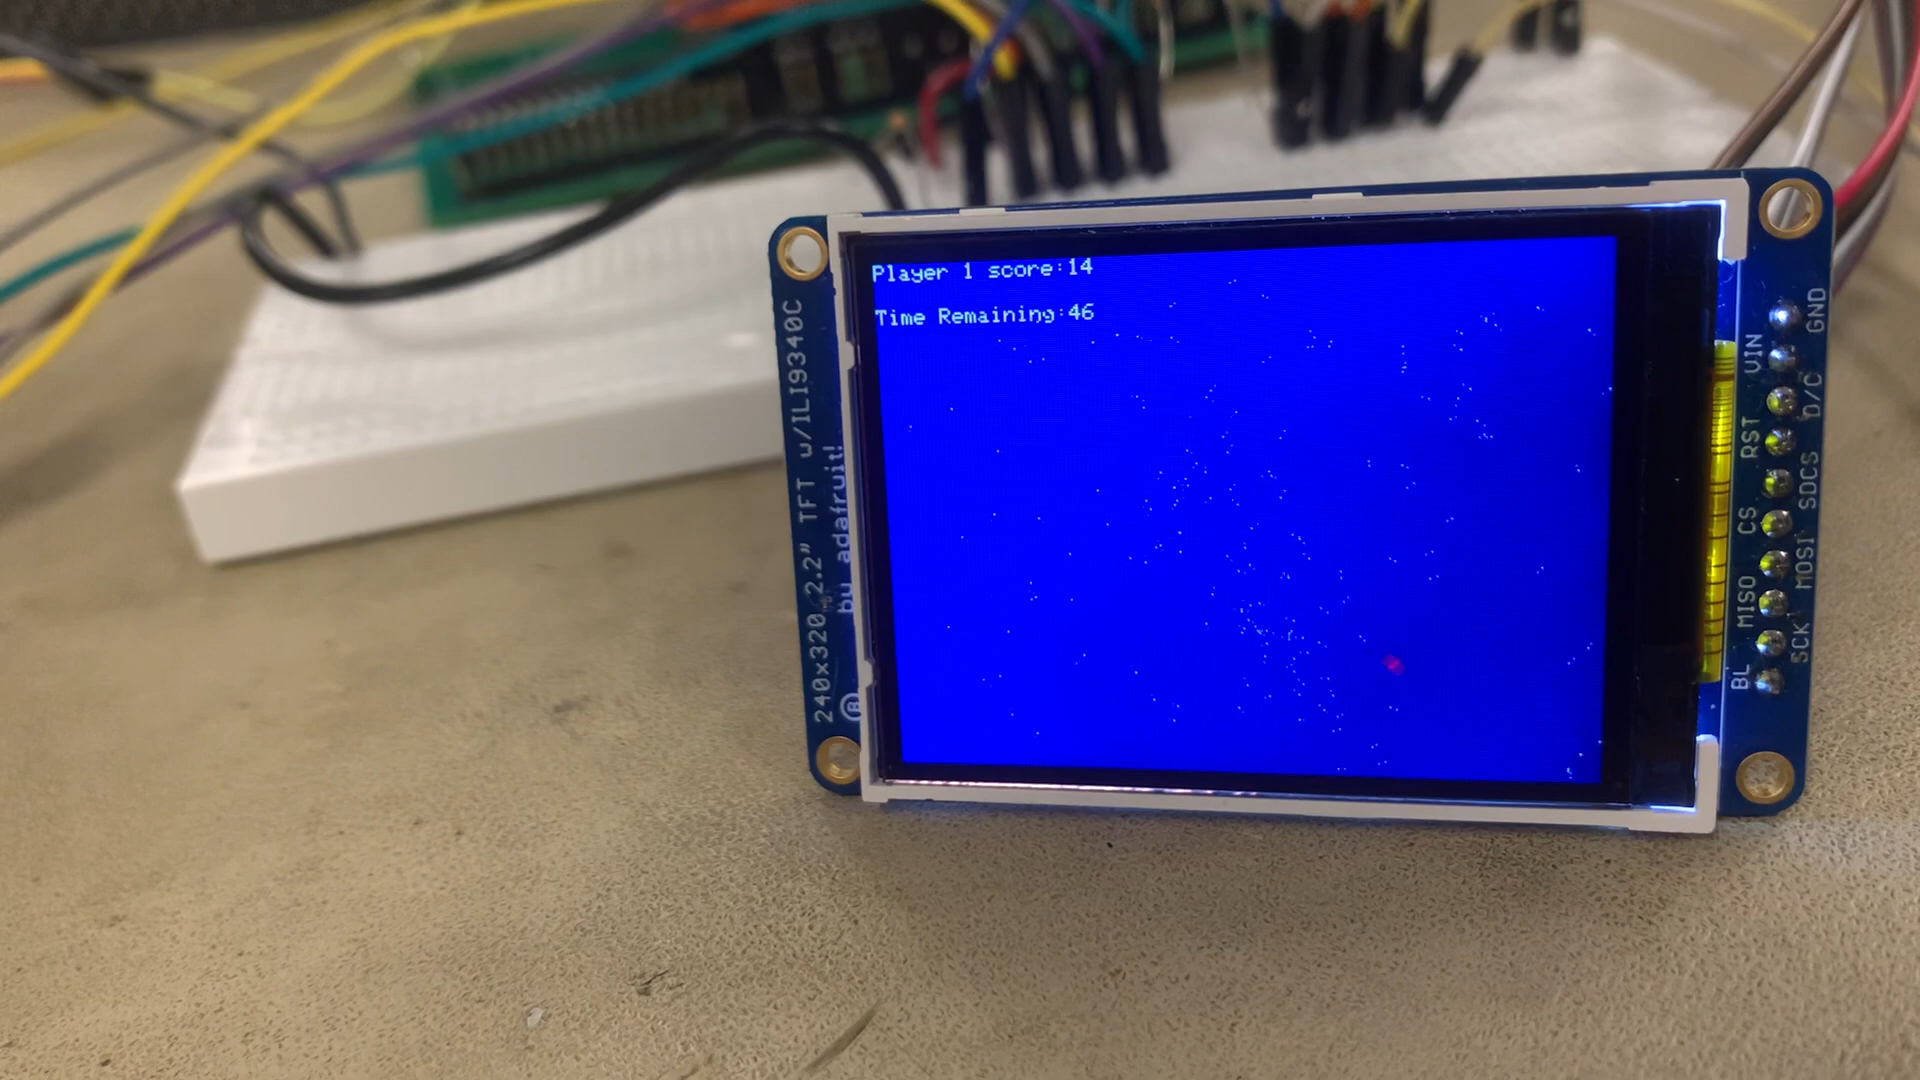 Player 1 score:14
Time Remaining:46
240x320 2.2" TFT w/ILI9340C
by adafruit!
GND
VIN
D/C
RST
SDCS
CS
MOSI
MISO
SCK
BL